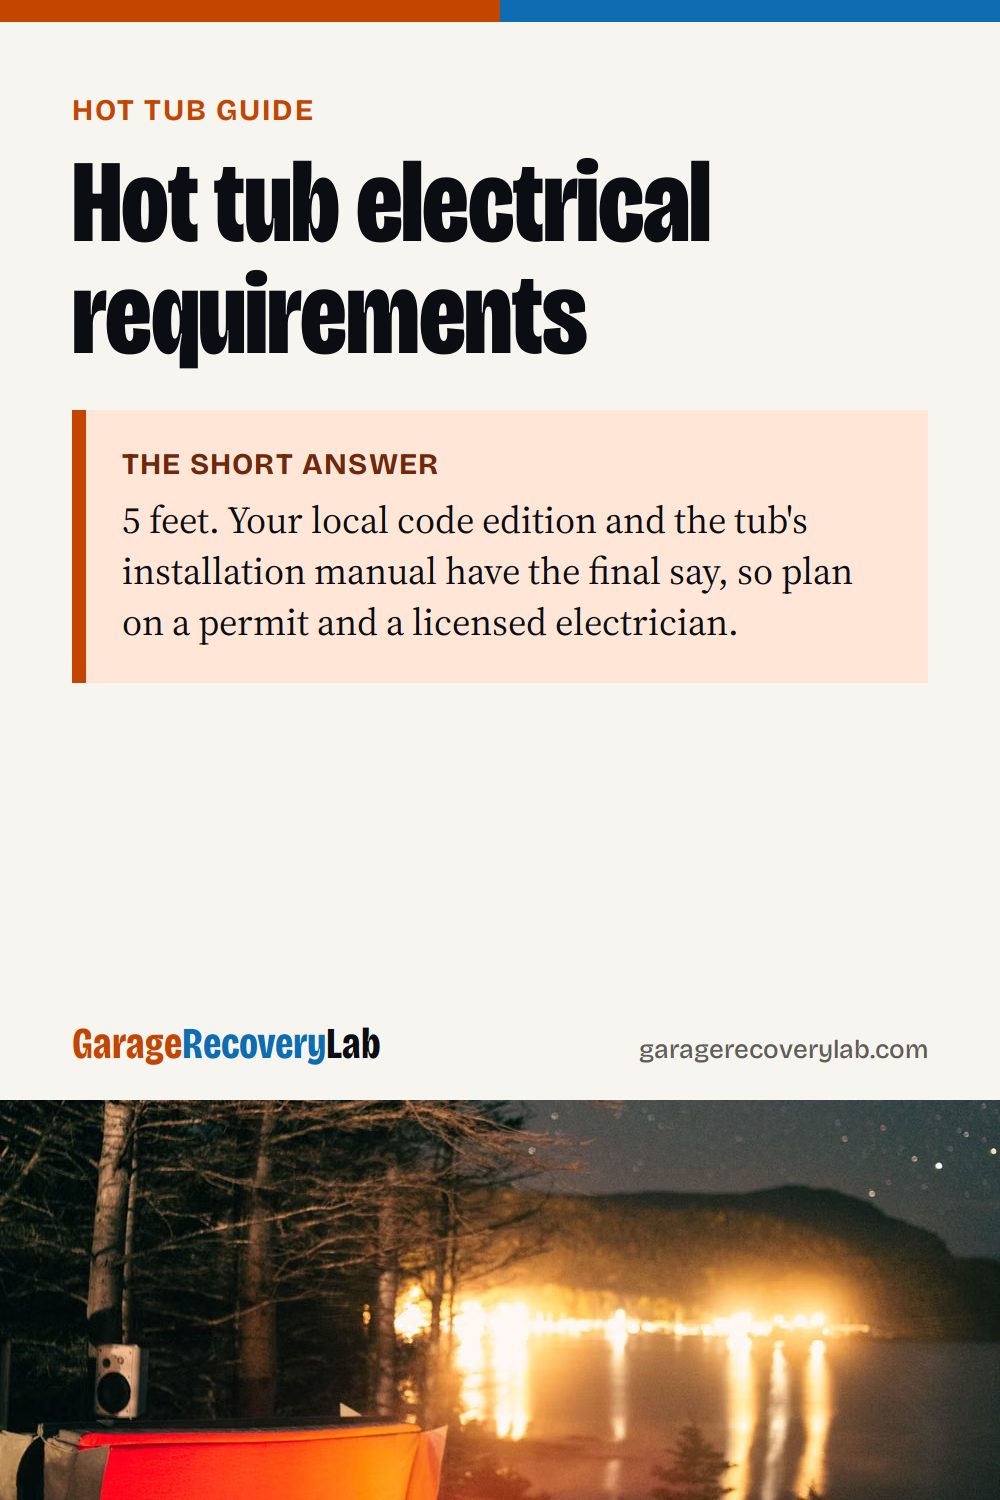 HOT TUB GUIDE
Hot tub electrical
requirements
THE SHORT ANSWER
5 feet. Your local code edition and the tub's
installation manual have the final say, so plan
on a permit and a licensed electrician.
GarageRecoveryLab
garagerecoverylab.com